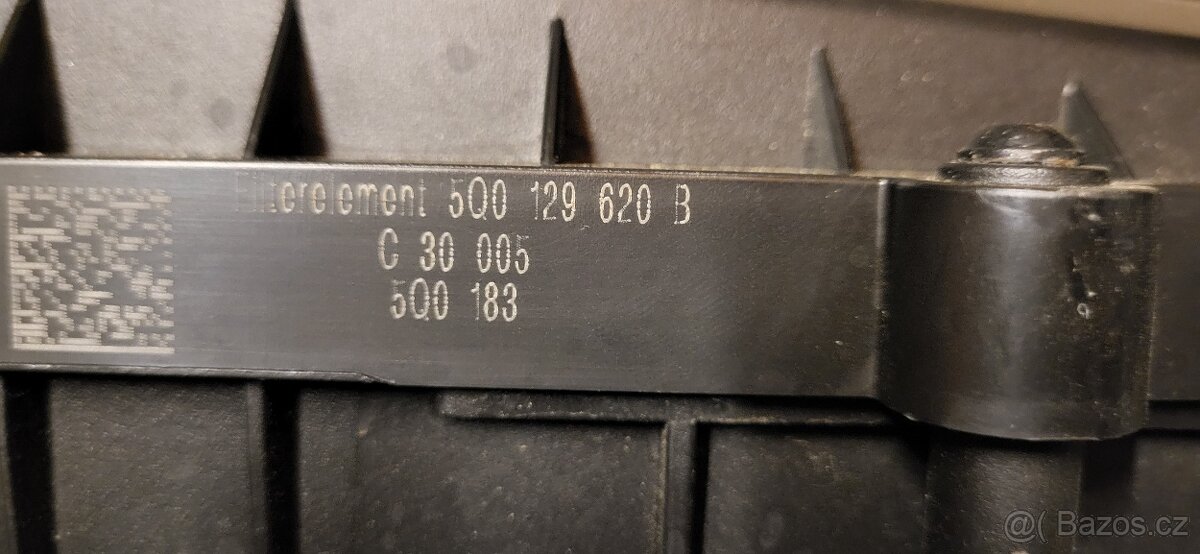 Filterelement 5Q0 129 620 B
C 30 005
5Q0 183
@( Bazos.cz